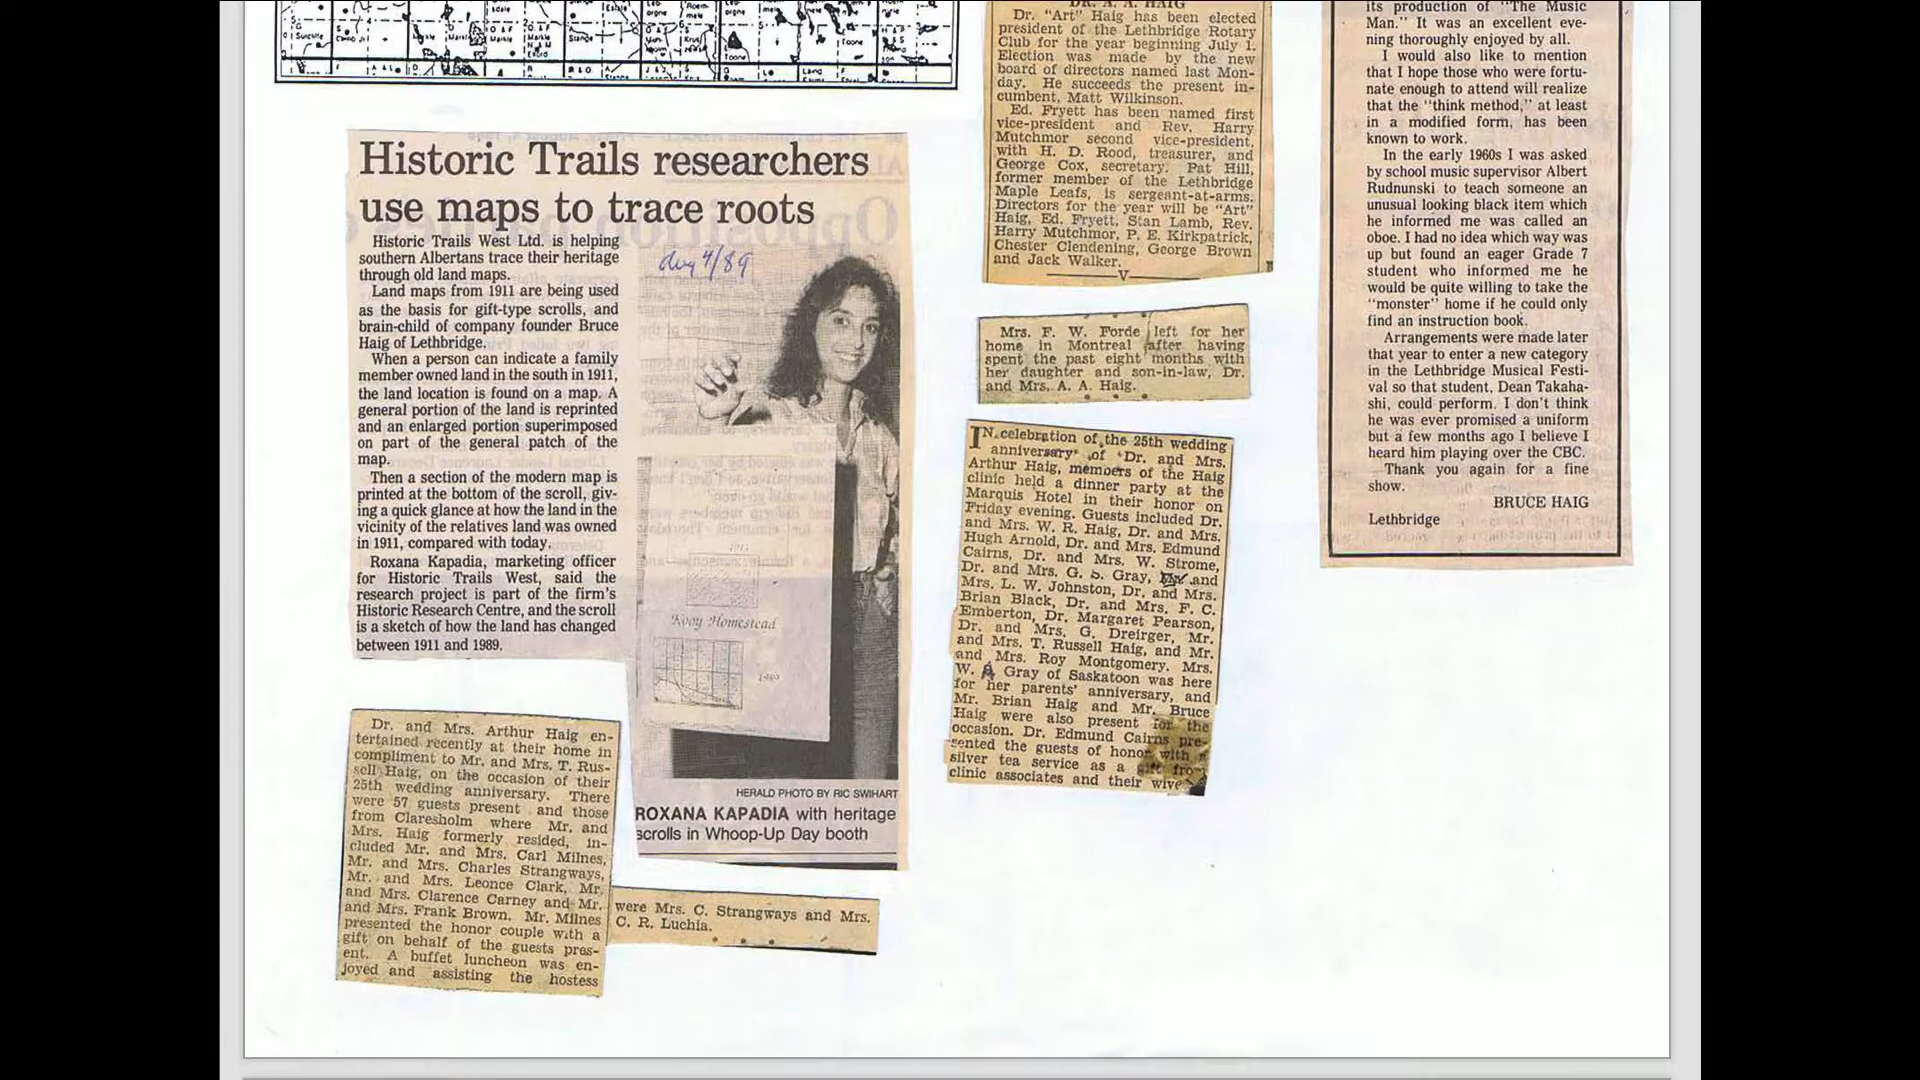 Historic Trails researchers
use maps to trace roots
Historic Trails West Ltd. is helping
southern Albertans trace their heritage
through old land maps.
Land maps from 1911 are being used
as the basis for gift-type scrolls, and
brain-child of company founder Bruce
Haig of Lethbridge.
When a person can indicate a family
member owned land in the south in 1911,
the land location is found on a map. A
general portion of the land is reprinted
and an enlarged portion superimposed
on part of the general patch of the
map.
Then a section of the modern map is
printed at the bottom of the scroll, giv-
ing a quick glance at how the land in the
vicinity of the relatives land was owned
in 1911, compared with today.
Roxana Kapadia, marketing officer
for Historic Trails West, said the
research project is part of the firm's
Historic Research Centre, and the scroll
is a sketch of how the land has changed
between 1911 and 1989.
Aug 4/89
1911
Kooy Homestead
1989
HERALD PHOTO BY RIC SWIHART
ROXANA KAPADIA with heritage
scrolls in Whoop-Up Day booth
Dr. and Mrs. Arthur Haig en-
tertained recently at their home in
compliment to Mr. and Mrs. T. Rus-
sell Haig, on the occasion of their
25th wedding anniversary. There
were 57 guests present and those
from Claresholm where Mr. and
Mrs. Haig formerly resided, in-
cluded Mr. and Mrs. Carl Milnes,
Mr. and Mrs. Charles Strangways,
Mr. and Mrs. Leonce Clark, Mr.
and Mrs. Clarence Carney and Mr.
and Mrs. Frank Brown. Mr. Milnes
presented the honor couple with a
gift on behalf of the guests pres-
ent. A buffet luncheon was en-
joyed and assisting the hostess
were Mrs. C. Strangways and Mrs.
C. R. Luchia.
DR. A. A. HAIG
Dr. "Art" Haig has been elected
president of the Lethbridge Rotary
Club for the year beginning July 1.
Election was made by the new
board of directors named last Mon-
day. He succeeds the present in-
cumbent, Matt Wilkinson.
Ed. Fryett has been named first
vice-president and Rev. Harry
Mutchmor second vice-president,
with H. D. Rood, treasurer, and
George Cox, secretary. Pat Hill,
former member of the Lethbridge
Maple Leafs, is sergeant-at-arms.
Directors for the year will be "Art"
Haig, Ed. Fryett, Stan Lamb, Rev.
Harry Mutchmor, P. E. Kirkpatrick,
Chester Clendening, George Brown
and Jack Walker.
V
Mrs. F. W. Forde left for her
home in Montreal after having
spent the past eight months with
her daughter and son-in-law, Dr.
and Mrs. A. A. Haig.
IN celebration of the 25th wedding
anniversary of Dr. and Mrs.
Arthur Haig, members of the Haig
clinic held a dinner party at the
Marquis Hotel in their honor on
Friday evening. Guests included Dr.
and Mrs. W. R. Haig, Dr. and Mrs.
Hugh Arnold, Dr. and Mrs. Edmund
Cairns, Dr. and Mrs. W. Strome,
Dr. and Mrs. G. S. Gray, and
Mrs. L. W. Johnston, Dr. and Mrs.
Brian Black, Dr. and Mrs. F. C.
Emberton, Dr. Margaret Pearson,
Dr. and Mrs. G. Dreirger, Mr.
and Mrs. T. Russell Haig, and Mr.
and Mrs. Roy Montgomery. Mrs.
W. A Gray of Saskatoon was here
for her parents' anniversary, and
Mr. Brian Haig and Mr. Bruce
Haig were also present for the
occasion. Dr. Edmund Cairns pre-
sented the guests of honor with
silver tea service as a gift from
clinic associates and their wive
its production of "The Music
Man." It was an excellent eve-
ning thoroughly enjoyed by all.
I would also like to mention
that I hope those who were fortu-
nate enough to attend will realize
that the "think method," at least
in a modified form, has been
known to work.
In the early 1960s I was asked
by school music supervisor Albert
Rudnunski to teach someone an
unusual looking black item which
he informed me was called an
oboe. I had no idea which way was
up but found an eager Grade 7
student who informed me he
would be quite willing to take the
"monster" home if he could only
find an instruction book.
Arrangements were made later
that year to enter a new category
in the Lethbridge Musical Festi-
val so that student, Dean Takaha-
shi, could perform. I don't think
he was ever promised a uniform
but a few months ago I believe I
heard him playing over the CBC.
Thank you again for a fine
show.
BRUCE HAIG
Lethbridge